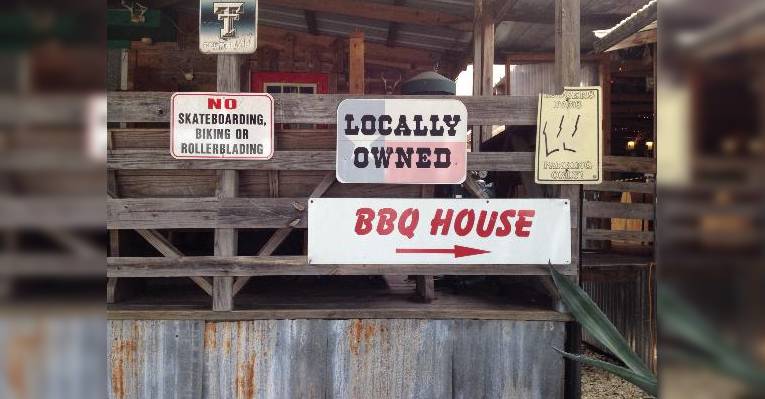 NO
SKATEBOARDING,
BIKING OR
ROLLERBLADING
LOCALLY
OWNED
PARKING
ONLY
BBQ HOUSE